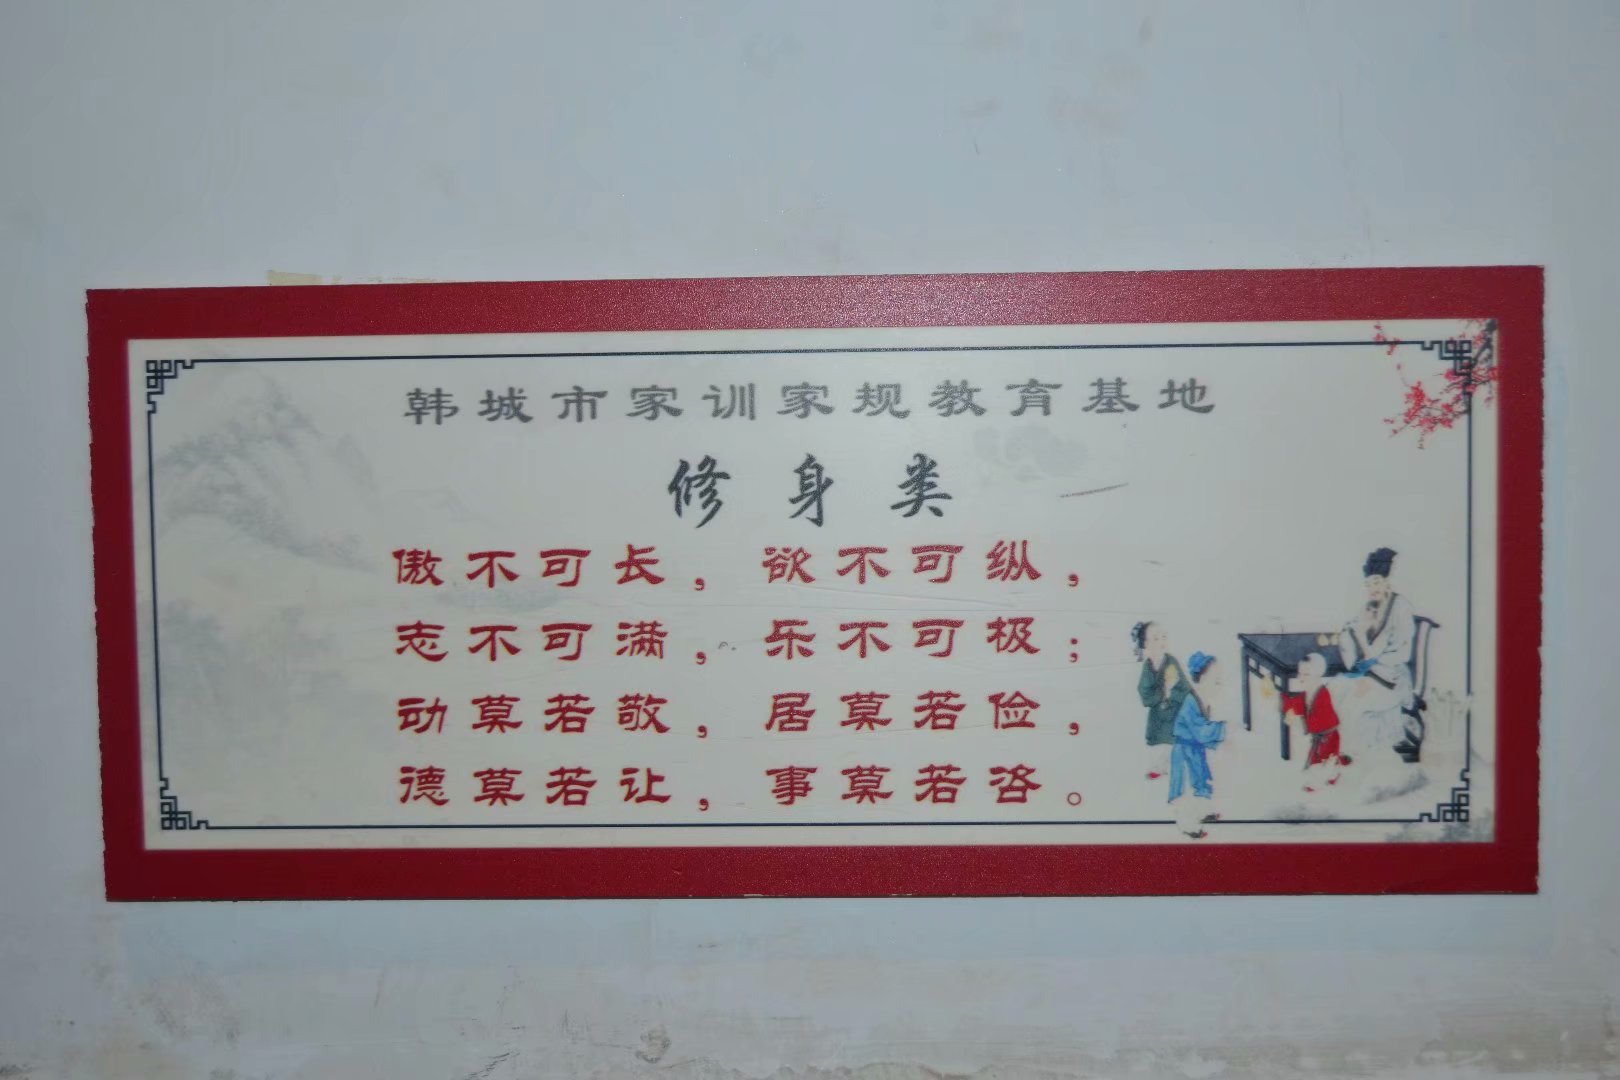 韩城市家训家规教育基地
修身类
傲不可长，欲不可纵，
志不可满，乐不可极；
动莫若敬，居莫若俭，
德莫若让，事莫若咨。